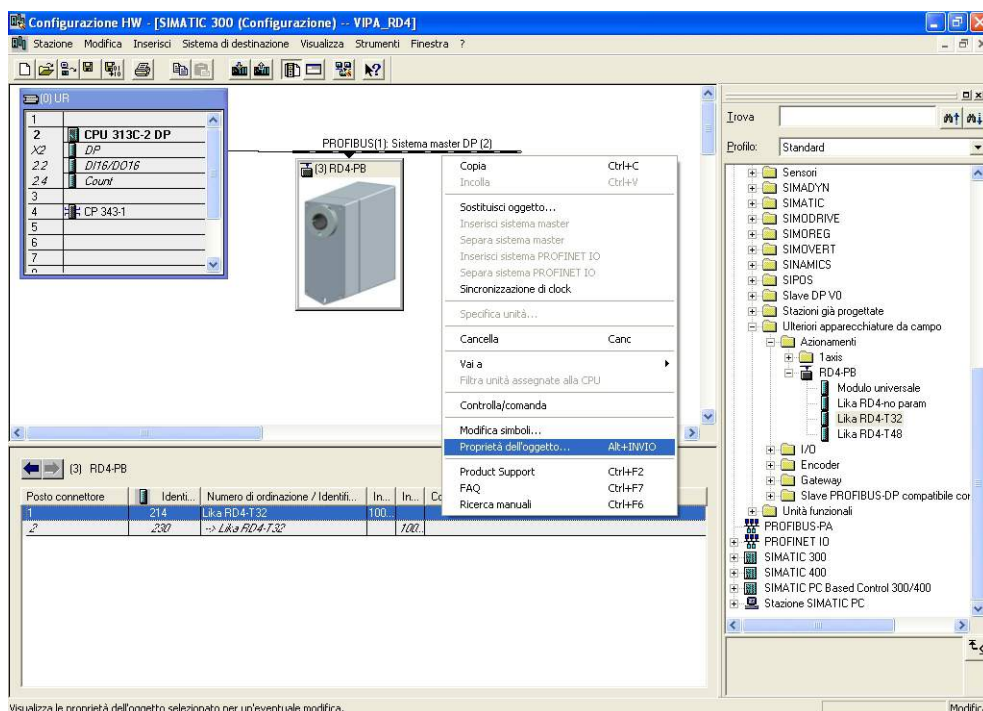 Configurazione HW - [SIMATIC 300 (Configurazione) -- VIPA_RD4]
Stazione Modifica Inserisci Sistema di destinazione Visualizza Strumenti Finestra ?
(0) UR
1
2 CPU 313C-2 DP
X2 DP
2.2 DI16/DO16
2.4 Count
3
4 CP 343-1
5
6
7
PROFIBUS(1): Sistema master DP (2)
(3) RD4-PB
Copia Ctrl+C
Incolla Ctrl+V
Sostituisci oggetto...
Inserisci sistema master
Separa sistema master
Inserisci sistema PROFINET IO
Separa sistema PROFINET IO
Sincronizzazione di clock
Specifica unità...
Cancella Canc
Vai a
Filtra unità assegnate alla CPU
Controlla/comanda
Modifica simboli...
Proprietà dell'oggetto... Alt+INVIO
Product Support Ctrl+F2
FAQ Ctrl+F7
Ricerca manuali Ctrl+F6
(3) RD4-PB
Posto connettore Identi... Numero di ordinazione / Identifi... In... In... Co
1 214 Lika RD4-T32 100...
2 230 --> Lika RD4-T32 100...
Trova
Profilo: Standard
Sensori
SIMADYN
SIMATIC
SIMODRIVE
SIMOREG
SIMOVERT
SINAMICS
SIPOS
Slave DP V0
Stazioni già progettate
Ulteriori apparecchiature da campo
Azionamenti
1axis
RD4-PB
Modulo universale
Lika RD4-no param
Lika RD4-T32
Lika RD4-T48
I/O
Encoder
Gateway
Slave PROFIBUS-DP compatibile con
Unità funzionali
PROFIBUS-PA
PROFINET IO
SIMATIC 300
SIMATIC 400
SIMATIC PC Based Control 300/400
Stazione SIMATIC PC
Visualizza le proprietà dell'oggetto selezionato per un'eventuale modifica.
Modific